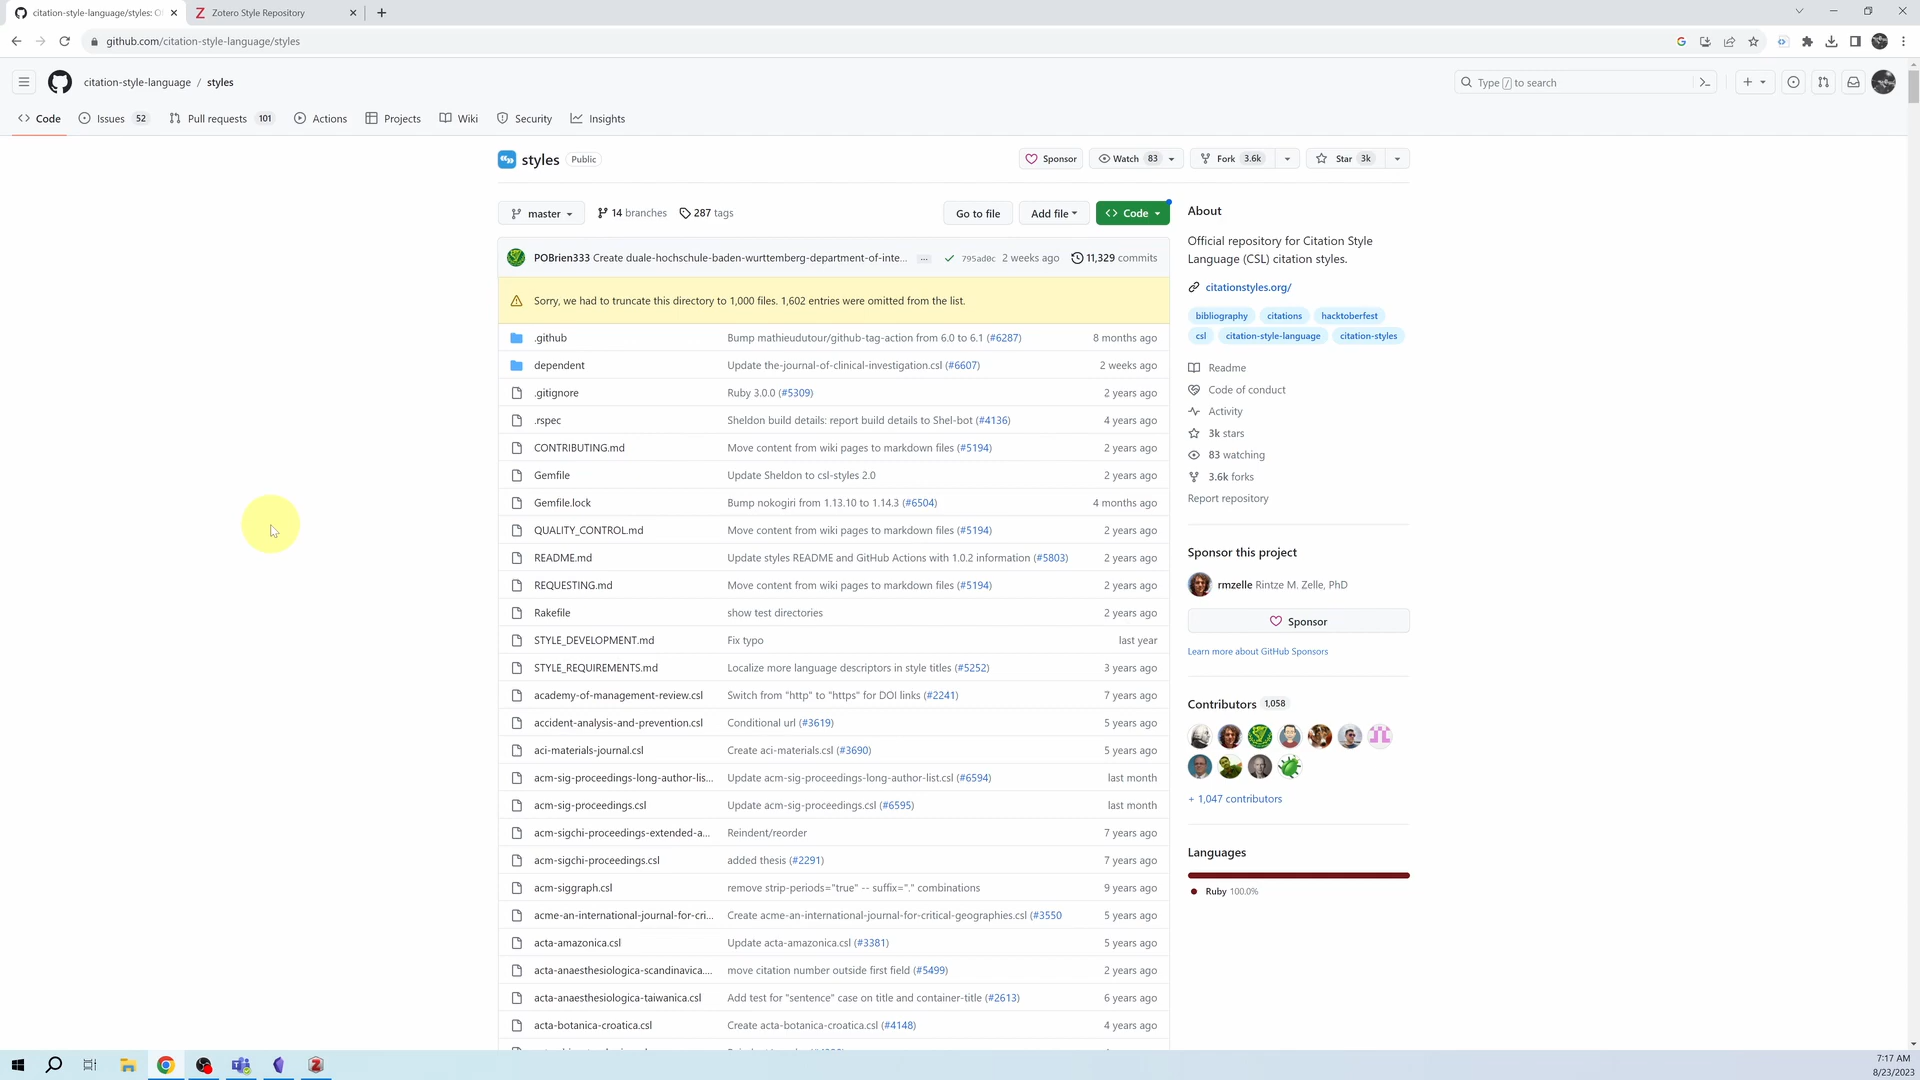 citation-style-language/styles: O
Zotero Style Repository
github.com/citation-style-language/styles
citation-style-language / styles
Type / to search
Code
Issues 52
Pull requests 101
Actions
Projects
Wiki
Security
Insights
styles Public
Sponsor
Watch 83
Fork 3.6k
Star 3k
master
14 branches
287 tags
Go to file
Add file
Code
POBrien333 Create duale-hochschule-baden-wurttemberg-department-of-inte... ... 795ad0c 2 weeks ago 11,329 commits
Sorry, we had to truncate this directory to 1,000 files. 1,602 entries were omitted from the list.
.github Bump mathieudutour/github-tag-action from 6.0 to 6.1 (#6287) 8 months ago
dependent Update the-journal-of-clinical-investigation.csl (#6607) 2 weeks ago
.gitignore Ruby 3.0.0 (#5309) 2 years ago
.rspec Sheldon build details: report build details to Shel-bot (#4136) 4 years ago
CONTRIBUTING.md Move content from wiki pages to markdown files (#5194) 2 years ago
Gemfile Update Sheldon to csl-styles 2.0 2 years ago
Gemfile.lock Bump nokogiri from 1.13.10 to 1.14.3 (#6504) 4 months ago
QUALITY_CONTROL.md Move content from wiki pages to markdown files (#5194) 2 years ago
README.md Update styles README and GitHub Actions with 1.0.2 information (#5803) 2 years ago
REQUESTING.md Move content from wiki pages to markdown files (#5194) 2 years ago
Rakefile show test directories 2 years ago
STYLE_DEVELOPMENT.md Fix typo last year
STYLE_REQUIREMENTS.md Localize more language descriptors in style titles (#5252) 3 years ago
academy-of-management-review.csl Switch from "http" to "https" for DOI links (#2241) 7 years ago
accident-analysis-and-prevention.csl Conditional url (#3619) 5 years ago
aci-materials-journal.csl Create aci-materials.csl (#3690) 5 years ago
acm-sig-proceedings-long-author-lis... Update acm-sig-proceedings-long-author-list.csl (#6594) last month
acm-sig-proceedings.csl Update acm-sig-proceedings.csl (#6595) last month
acm-sigchi-proceedings-extended-a... Reindent/reorder 7 years ago
acm-sigchi-proceedings.csl added thesis (#2291) 7 years ago
acm-siggraph.csl remove strip-periods="true" -- suffix="." combinations 9 years ago
acme-an-international-journal-for-cri... Create acme-an-international-journal-for-critical-geographies.csl (#3550 5 years ago
acta-amazonica.csl Update acta-amazonica.csl (#3381) 5 years ago
acta-anaesthesiologica-scandinavica.... move citation number outside first field (#5499) 2 years ago
acta-anaesthesiologica-taiwanica.csl Add test for "sentence" case on title and container-title (#2613) 6 years ago
acta-botanica-croatica.csl Create acta-botanica-croatica.csl (#4148) 4 years ago
About
Official repository for Citation Style
Language (CSL) citation styles.
citationstyles.org/
bibliography citations hacktoberfest
csl citation-style-language citation-styles
Readme
Code of conduct
Activity
3k stars
83 watching
3.6k forks
Report repository
Sponsor this project
rmzelle Rintze M. Zelle, PhD
Sponsor
Learn more about GitHub Sponsors
Contributors 1,058
+ 1,047 contributors
Languages
Ruby 100.0%
7:17 AM
8/23/2023